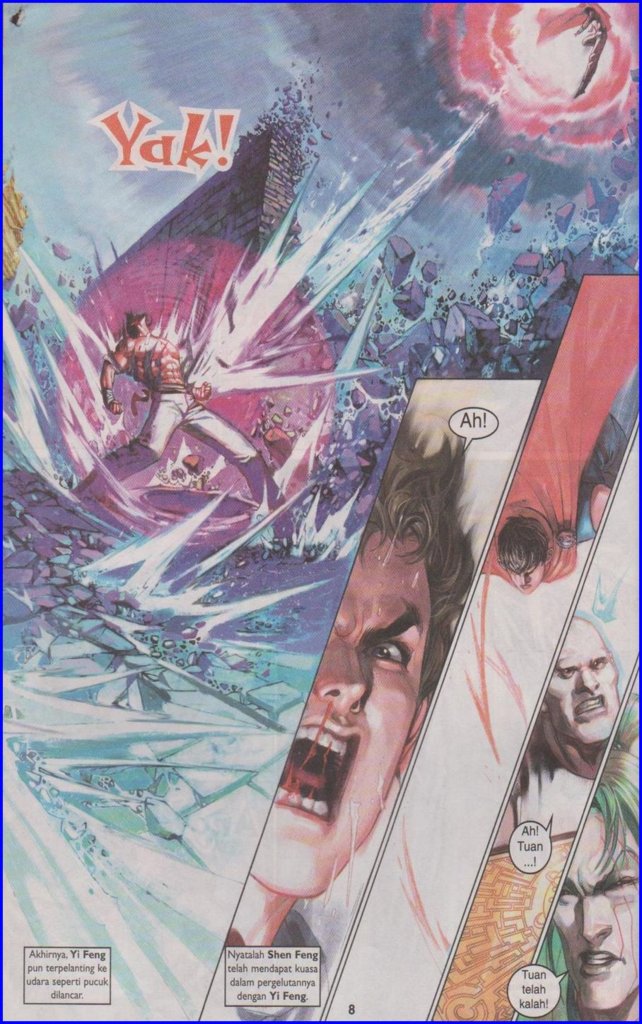 Yak!
Ah!
Ah!
Tuan
...!
Tuan
telah
kalah!
Akhirnya, Yi Feng
pun terpelanting ke
udara seperti pucuk
dilancar.
Nyatalah Shen Feng
telah mendapat kuasa
dalam pergelutannya
dengan Yi Feng.
8